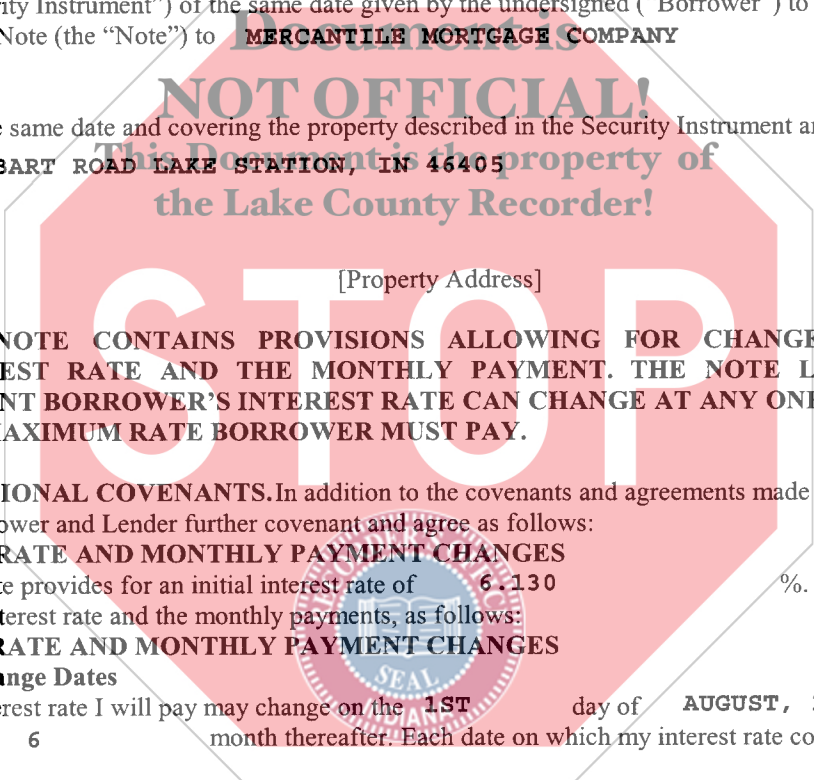 ity Instrument") of the same date given by the undersigned ("Borrower") to
Note (the “Note”) to MERCANTILE MORTGAGE COMPANY
Document is
NOT OFFICIAL!
same date and covering the property described in the Security Instrument
BART ROAD LAKE STATION, IN 46405
This Document is the property of
the Lake County Recorder!
[Property Address]
STOP
NOTE CONTAINS PROVISIONS ALLOWING FOR CHANGE
EST RATE AND THE MONTHLY PAYMENT. THE NOTE L
NT BORROWER’S INTEREST RATE CAN CHANGE AT ANY ONE
MAXIMUM RATE BORROWER MUST PAY.
IONAL COVENANTS.In addition to the covenants and agreements made
ower and Lender further covenant and agree as follows:
RATE AND MONTHLY PAYMENT CHANGES
te provides for an initial interest rate of 6.130 %.
terest rate and the monthly payments, as follows:
RATE AND MONTHLY PAYMENT CHANGES
ange Dates
erest rate I will pay may change on the 1ST day of AUGUST,
6 month thereafter. Each date on which my interest rate co
SEAL
INDIANA